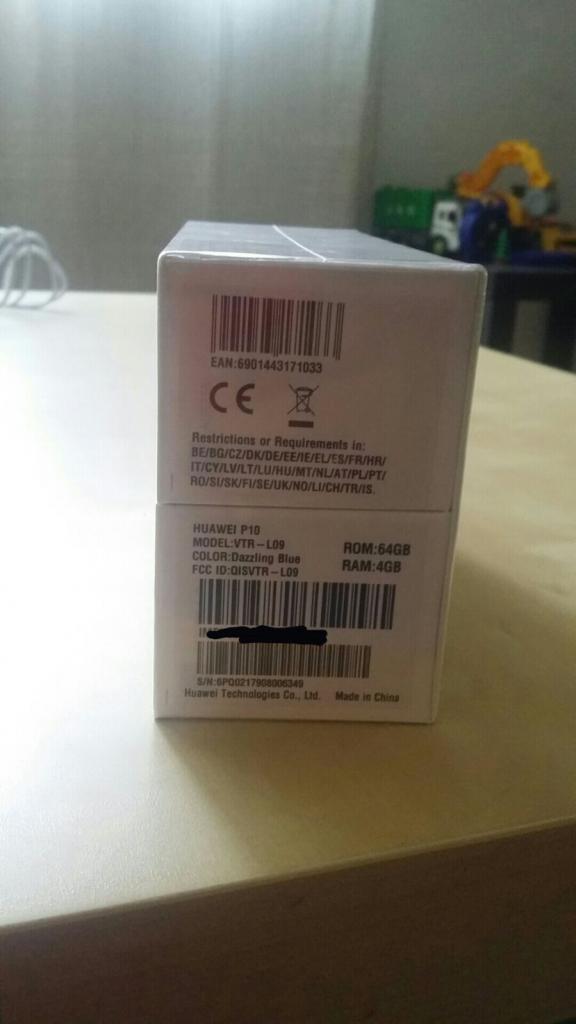 EAN:6901443171033
CE
Restrictions or Requirements in:
BE/BG/CZ/DK/DE/EE/IE/EL/ES/FR/HR/
IT/CY/LV/LT/LU/HU/MT/NL/AT/PL/PT/
RO/SI/SK/FI/SE/UK/NO/LI/CH/TR/IS.
HUAWEI P10
MODEL:VTR-L09
COLOR:Dazzling Blue
FCC ID:QISVTR-L09
ROM:64GB
RAM:4GB
S/N:6PQ0217908006349
Huawei Technologies Co., Ltd. Made in China